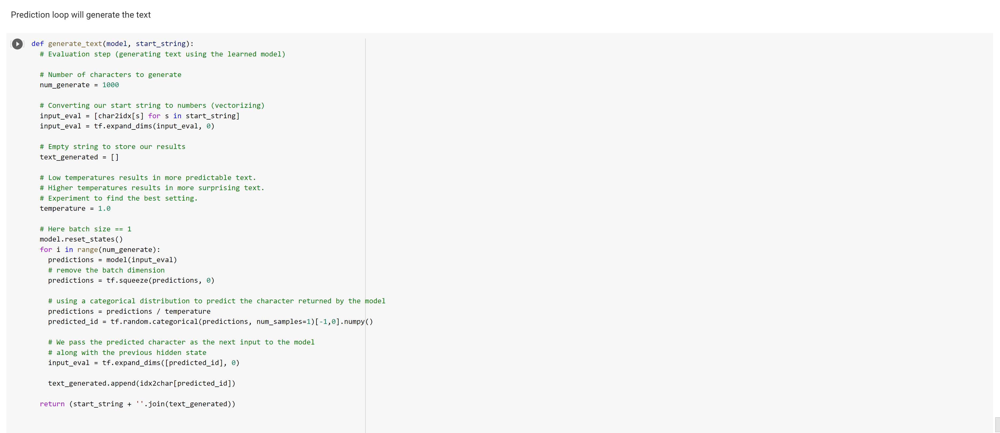 Prediction loop will generate the text
def generate_text(model, start_string):
# Evaluation step (generating text using the learned model)
# Number of characters to generate
num_generate = 1000
# Converting our start string to numbers (vectorizing)
input_eval = [char2idx[s] for s in start_string]
input_eval = tf.expand_dims(input_eval, 0)
# Empty string to store our results
text_generated = []
# Low temperatures results in more predictable text.
# Higher temperatures results in more surprising text.
# Experiment to find the best setting.
temperature = 1.0
# Here batch size == 1
model.reset_states()
for i in range(num_generate):
predictions = model(input_eval)
# remove the batch dimension
predictions = tf.squeeze(predictions, 0)
# using a categorical distribution to predict the character returned by the model
predictions = predictions / temperature
predicted_id = tf.random.categorical(predictions, num_samples=1)[-1,0].numpy()
# We pass the predicted character as the next input to the model
# along with the previous hidden state
input_eval = tf.expand_dims([predicted_id], 0)
text_generated.append(idx2char[predicted_id])
return (start_string + ''.join(text_generated))